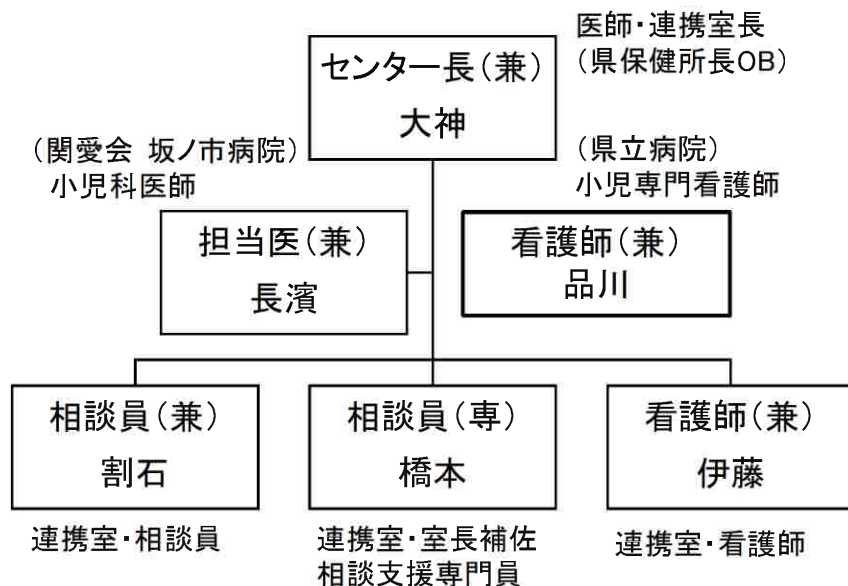 医師・連携室長
(県保健所長OB)
センター長(兼)
大神
(関愛会 坂ノ市病院)
小児科医師
(県立病院)
小児専門看護師
担当医(兼)
長濱
看護師(兼)
品川
相談員(兼)
割石
相談員(専)
橋本
看護師(兼)
伊藤
連携室・相談員
連携室・室長補佐
相談支援専門員
連携室・看護師